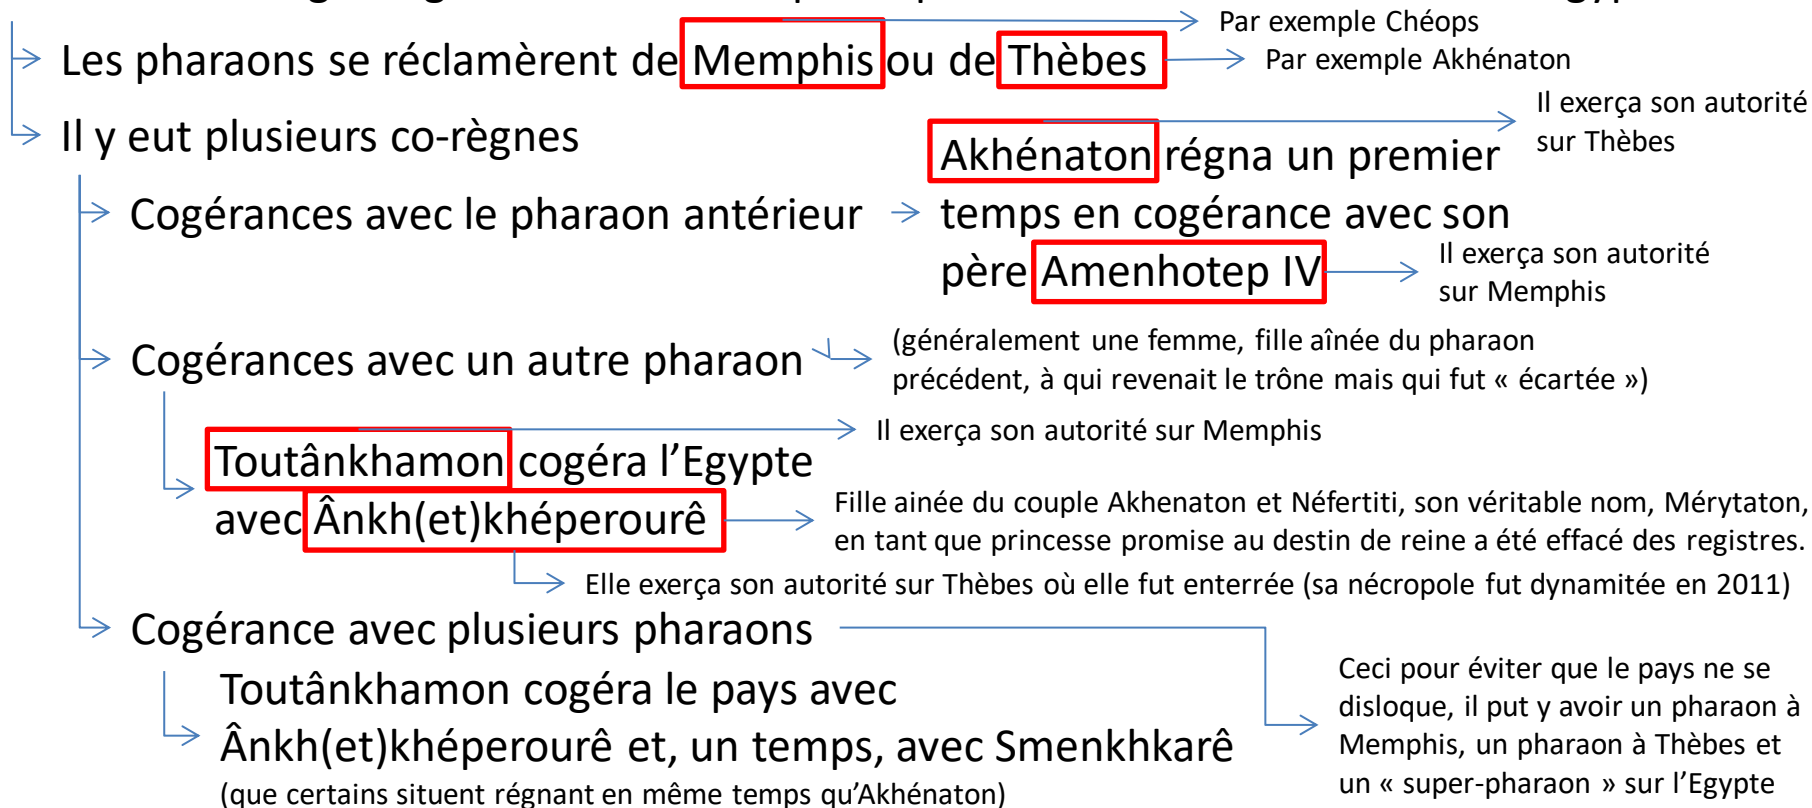 Par exemple Chéops
Les pharaons se réclamèrent de Memphis ou de Thèbes
Par exemple Akhénaton
Il y eut plusieurs co-règnes
Il exerça son autorité
sur Thèbes
Cogérances avec le pharaon antérieur
Akhénaton régna un premier
temps en cogérance avec son
père Amenhotep IV
Il exerça son autorité
sur Memphis
Cogérances avec un autre pharaon
(généralement une femme, fille aînée du pharaon
précédent, à qui revenait le trône mais qui fut « écartée »)
Toutânkhamon cogéra l’Egypte
avec Ânkh(et)khéperourê
Il exerça son autorité sur Memphis
Fille ainée du couple Akhenaton et Néfertiti, son véritable nom, Mérytaton,
en tant que princesse promise au destin de reine a été effacé des registres.
Elle exerça son autorité sur Thèbes où elle fut enterrée (sa nécropole fut dynamitée en 2011)
Cogérance avec plusieurs pharaons
Toutânkhamon cogéra le pays avec
Ânkh(et)khéperourê et, un temps, avec Smenkhkarê
(que certains situent régnant en même temps qu’Akhénaton)
Ceci pour éviter que le pays ne se
disloque, il put y avoir un pharaon à
Memphis, un pharaon à Thèbes et
un « super-pharaon » sur l’Egypte